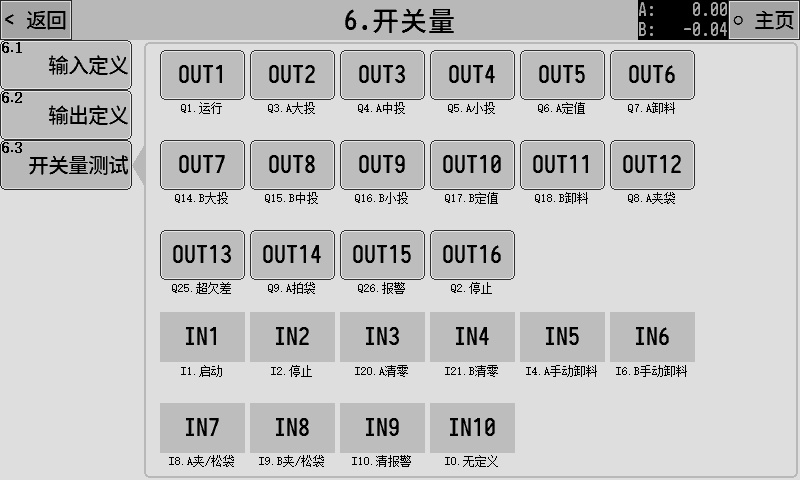 < 返回
6.开关量
A: 0.00
B: -0.04
○ 主页
6.1
输入定义
6.2
输出定义
6.3
开关量测试
OUT1 OUT2 OUT3 OUT4 OUT5 OUT6
Q1.运行 Q3.A大投 Q4.A中投 Q5.A小投 Q6.A定值 Q7.A卸料
OUT7 OUT8 OUT9 OUT10 OUT11 OUT12
Q14.B大投 Q15.B中投 Q16.B小投 Q17.B定值 Q18.B卸料 Q8.A夹袋
OUT13 OUT14 OUT15 OUT16
Q25.超欠差 Q9.A拍袋 Q26.报警 Q2.停止
IN1 IN2 IN3 IN4 IN5 IN6
I1.启动 I2.停止 I20.A清零 I21.B清零 I4.A手动卸料 I6.B手动卸料
IN7 IN8 IN9 IN10
I8.A夹/松袋 I9.B夹/松袋 I10.清报警 I0.无定义